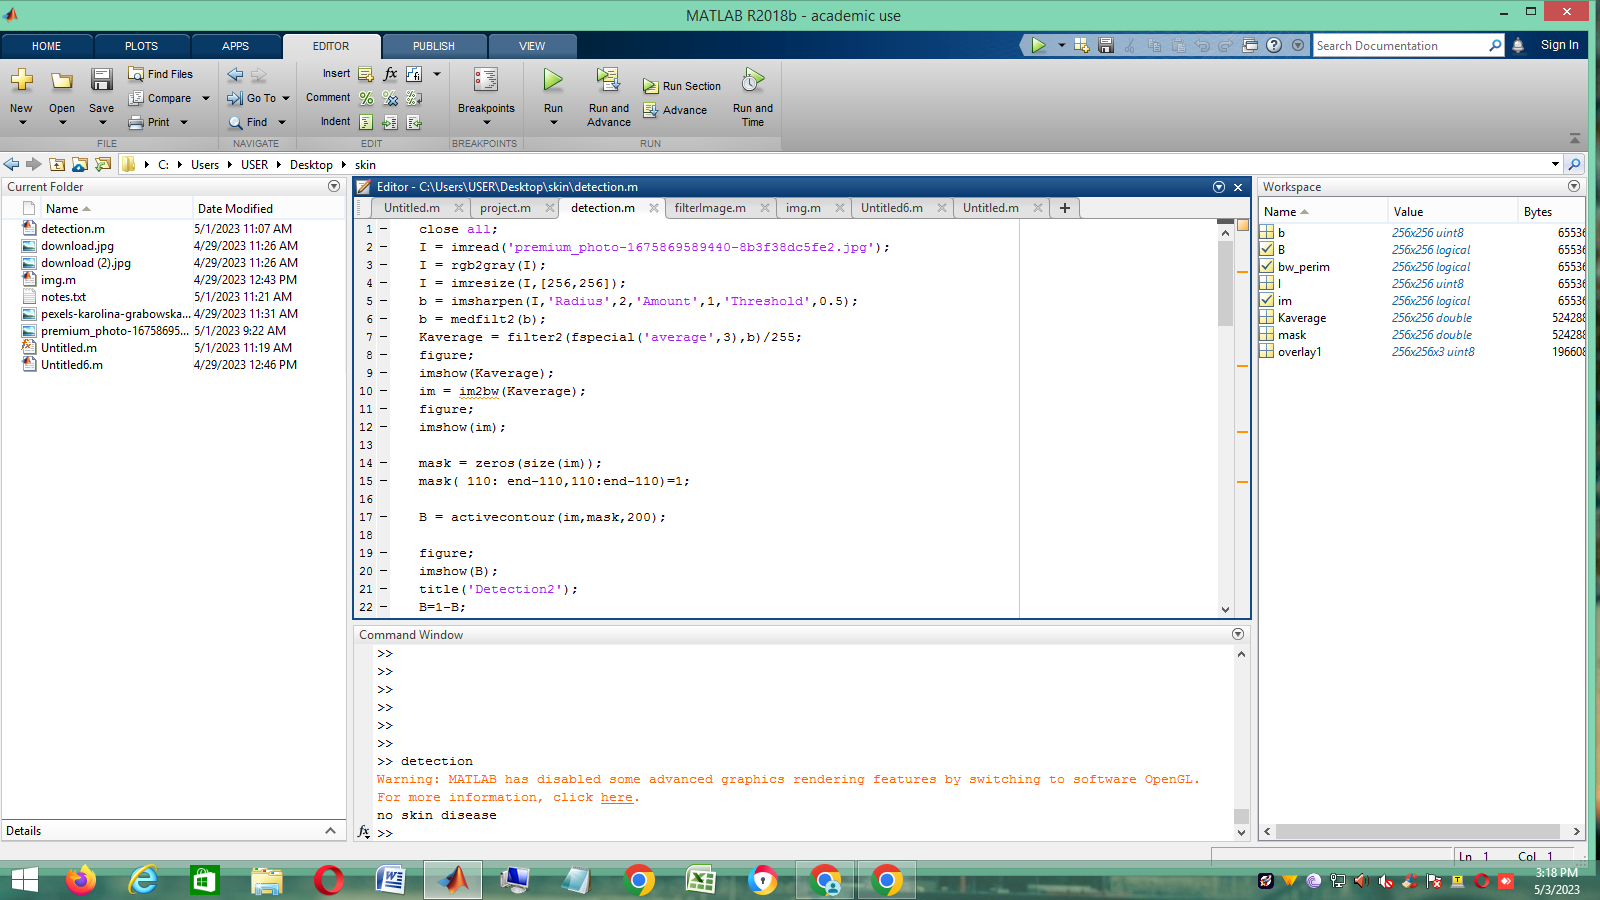 MATLAB R2018b - academic use
HOME PLOTS APPS EDITOR PUBLISH VIEW
Search Documentation
Sign In
New
Open
Save
Find Files
Compare
Print
FILE
Go To
Find
NAVIGATE
Insert fx
Comment
Indent
EDIT
Breakpoints
BREAKPOINTS
Run
Run and Advance
Run Section
Advance
Run and Time
RUN
C: Users USER Desktop skin
Current Folder
Name Date Modified
detection.m 5/1/2023 11:07 AM
download.jpg 4/29/2023 11:26 AM
download (2).jpg 4/29/2023 11:26 AM
img.m 4/29/2023 12:43 PM
notes.txt 5/1/2023 11:21 AM
pexels-karolina-grabowska... 4/29/2023 11:31 AM
premium_photo-16758695... 5/1/2023 9:22 AM
Untitled.m 5/1/2023 11:19 AM
Untitled6.m 4/29/2023 12:46 PM
Details
Editor - C:\Users\USER\Desktop\skin\detection.m
Untitled.m project.m detection.m filterImage.m img.m Untitled6.m Untitled.m
1 – close all;
2 – I = imread('premium_photo-1675869589440-8b3f38dc5fe2.jpg');
3 – I = rgb2gray(I);
4 – I = imresize(I,[256,256]);
5 – b = imsharpen(I,'Radius',2,'Amount',1,'Threshold',0.5);
6 – b = medfilt2(b);
7 – Kaverage = filter2(fspecial('average',3),b)/255;
8 – figure;
9 – imshow(Kaverage);
10 – im = im2bw(Kaverage);
11 – figure;
12 – imshow(im);
13
14 – mask = zeros(size(im));
15 – mask( 110: end-110,110:end-110)=1;
16
17 – B = activecontour(im,mask,200);
18
19 – figure;
20 – imshow(B);
21 – title('Detection2');
22 – B=1-B;
Command Window
>>
>>
>>
>>
>>
>>
>> detection
Warning: MATLAB has disabled some advanced graphics rendering features by switching to software OpenGL.
For more information, click here.
no skin disease
fx >>
Workspace
Name Value Bytes
b 256x256 uint8 65536
B 256x256 logical 65536
bw_perim 256x256 logical 65536
I 256x256 uint8 65536
im 256x256 logical 65536
Kaverage 256x256 double 524288
mask 256x256 double 524288
overlay1 256x256x3 uint8 196608
Ln 1 Col 1
3:18 PM
5/3/2023